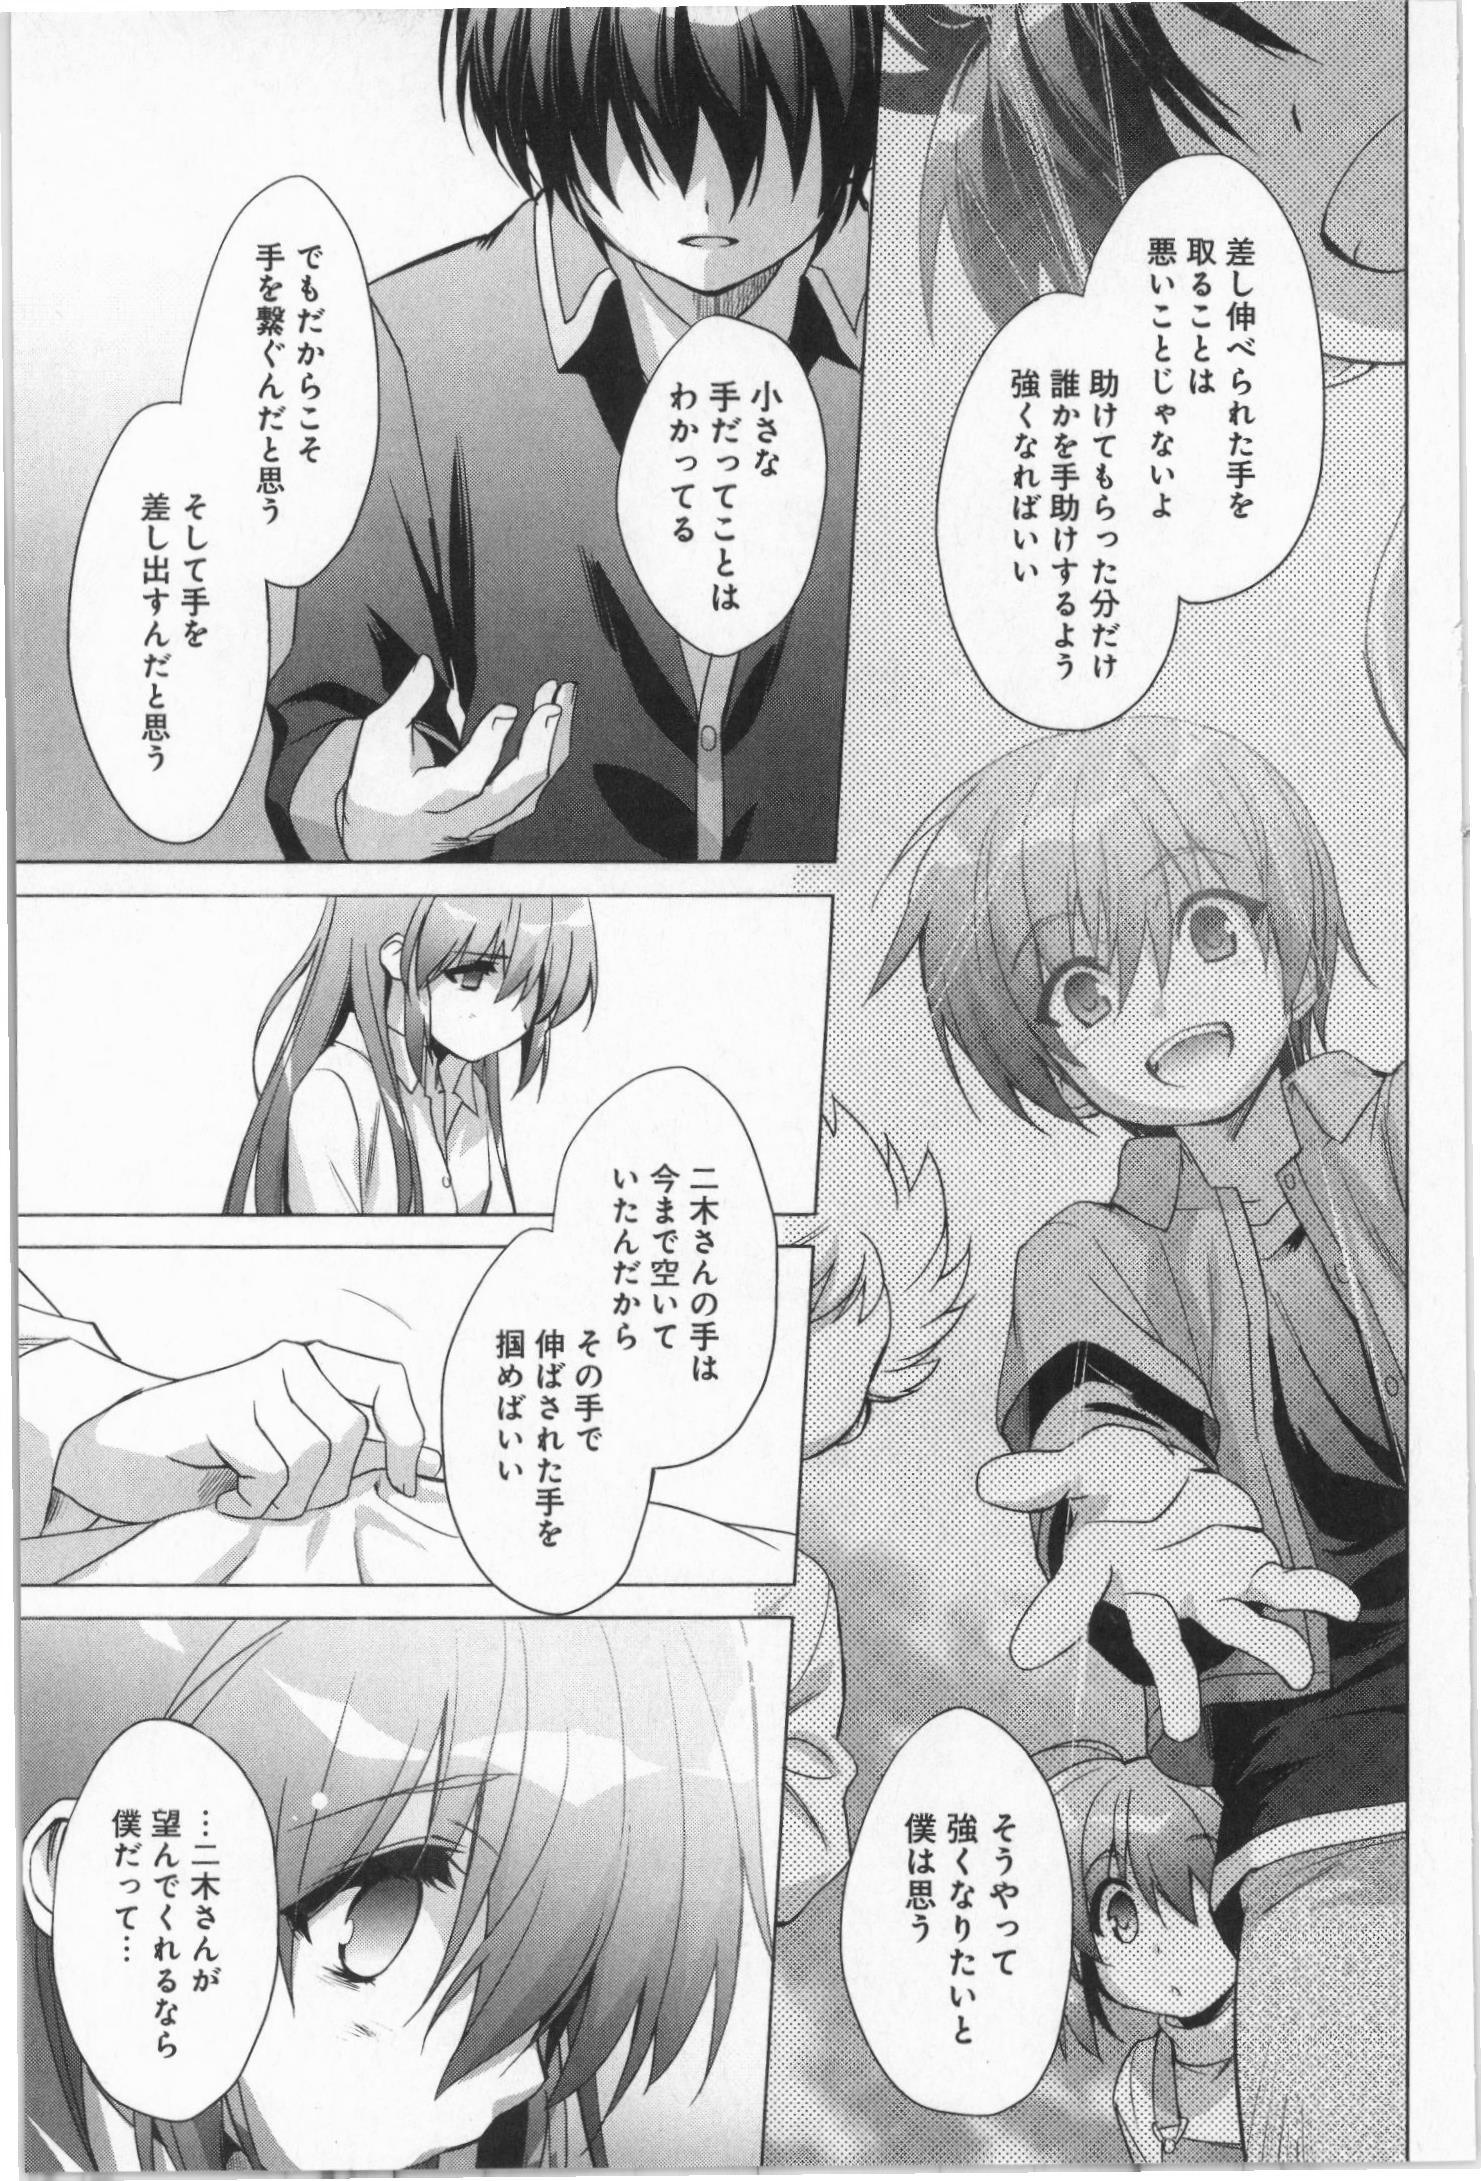 差し伸べられた手を
取ることは
悪いことじゃないよ
助けてもらった分だけ
誰かを手助けするよう
強くなればいい
そうやって
強くなりたいと
僕は思う
小さな
手だってことは
わかってる
でもだからこそ
手を繋ぐんだと思う
そして手を
差し出すんだと思う
二木さんの手は
今まで空いて
いたんだから
その手で
伸ばされた手を
掴めばいい
…二木さんが
望んでくれるなら
僕だって…